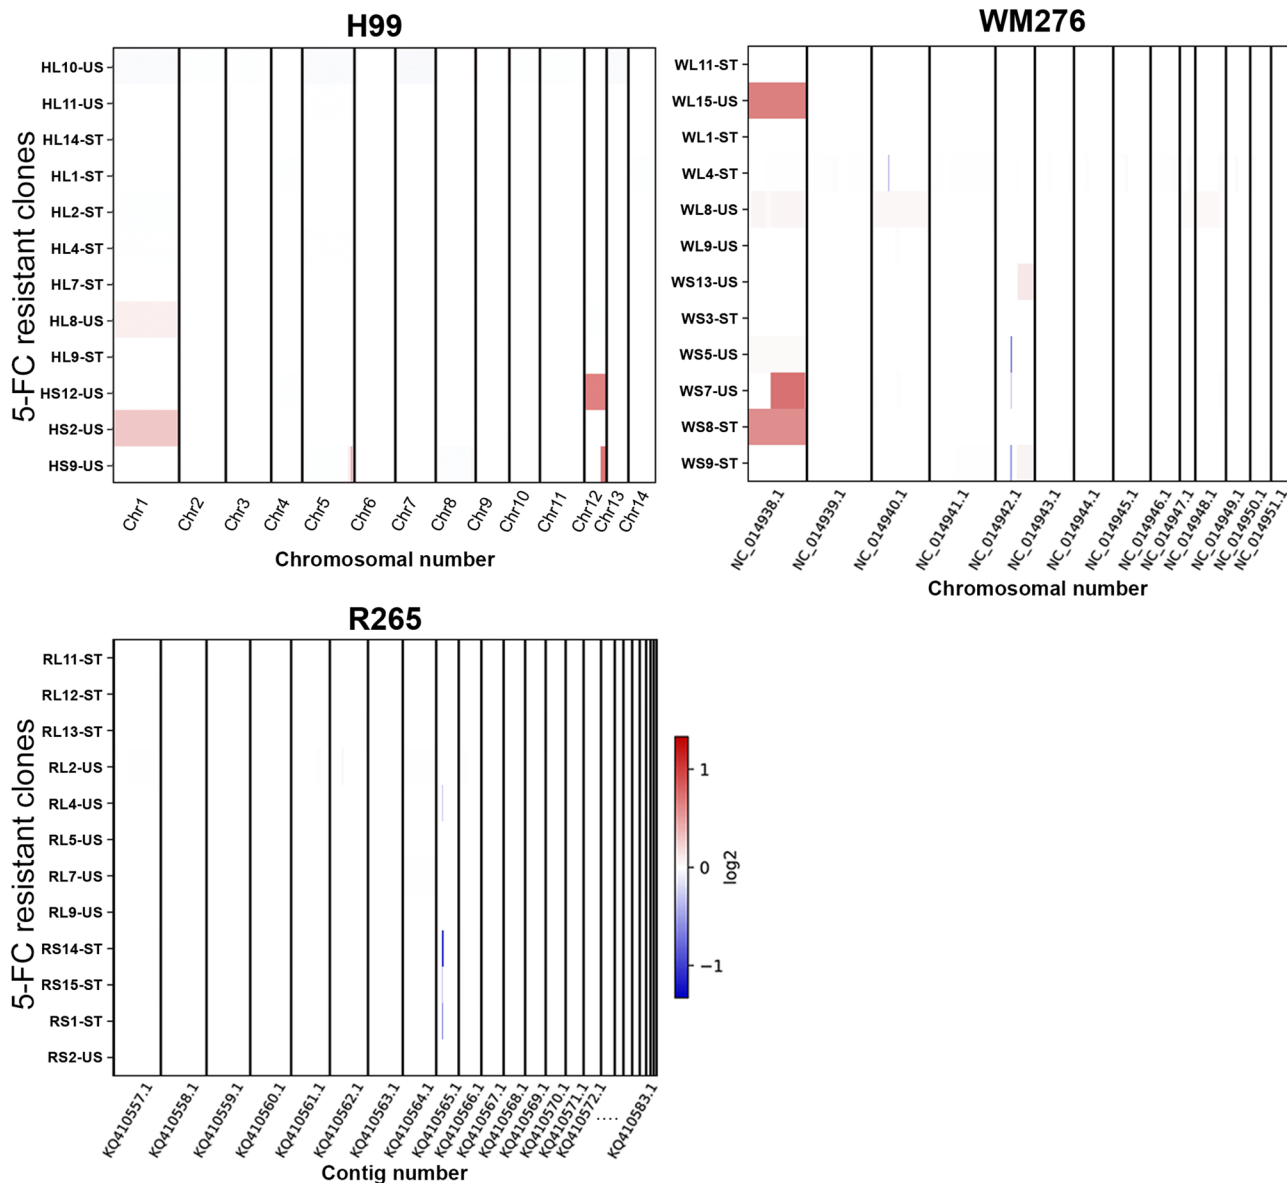 H99
5-FC resistant clones
HL10-US
HL11-US
HL14-ST
HL1-ST
HL2-ST
HL4-ST
HL7-ST
HL8-US
HL9-ST
HS12-US
HS2-US
HS9-US
Chr1 Chr2 Chr3 Chr4 Chr5 Chr6 Chr7 Chr8 Chr9 Chr10 Chr11 Chr12 Chr13 Chr14
Chromosomal number
WM276
WL11-ST
WL15-US
WL1-ST
WL4-ST
WL8-US
WL9-US
WS13-US
WS3-ST
WS5-US
WS7-US
WS8-ST
WS9-ST
NC_014938.1 NC_014939.1 NC_014940.1 NC_014941.1 NC_014942.1 NC_014943.1 NC_014944.1 NC_014945.1 NC_014946.1 NC_014947.1 NC_014948.1 NC_014949.1 NC_014950.1 NC_014951.1
Chromosomal number
R265
5-FC resistant clones
RL11-ST
RL12-ST
RL13-ST
RL2-US
RL4-US
RL5-US
RL7-US
RL9-US
RS14-ST
RS15-ST
RS1-ST
RS2-US
KQ410557.1 KQ410558.1 KQ410559.1 KQ410560.1 KQ410561.1 KQ410562.1 KQ410563.1 KQ410564.1 KQ410565.1 KQ410566.1 KQ410567.1 KQ410568.1 KQ410569.1 KQ410570.1 KQ410571.1 KQ410572.1 .... KQ410583.1
Contig number
1
0
−1
log2